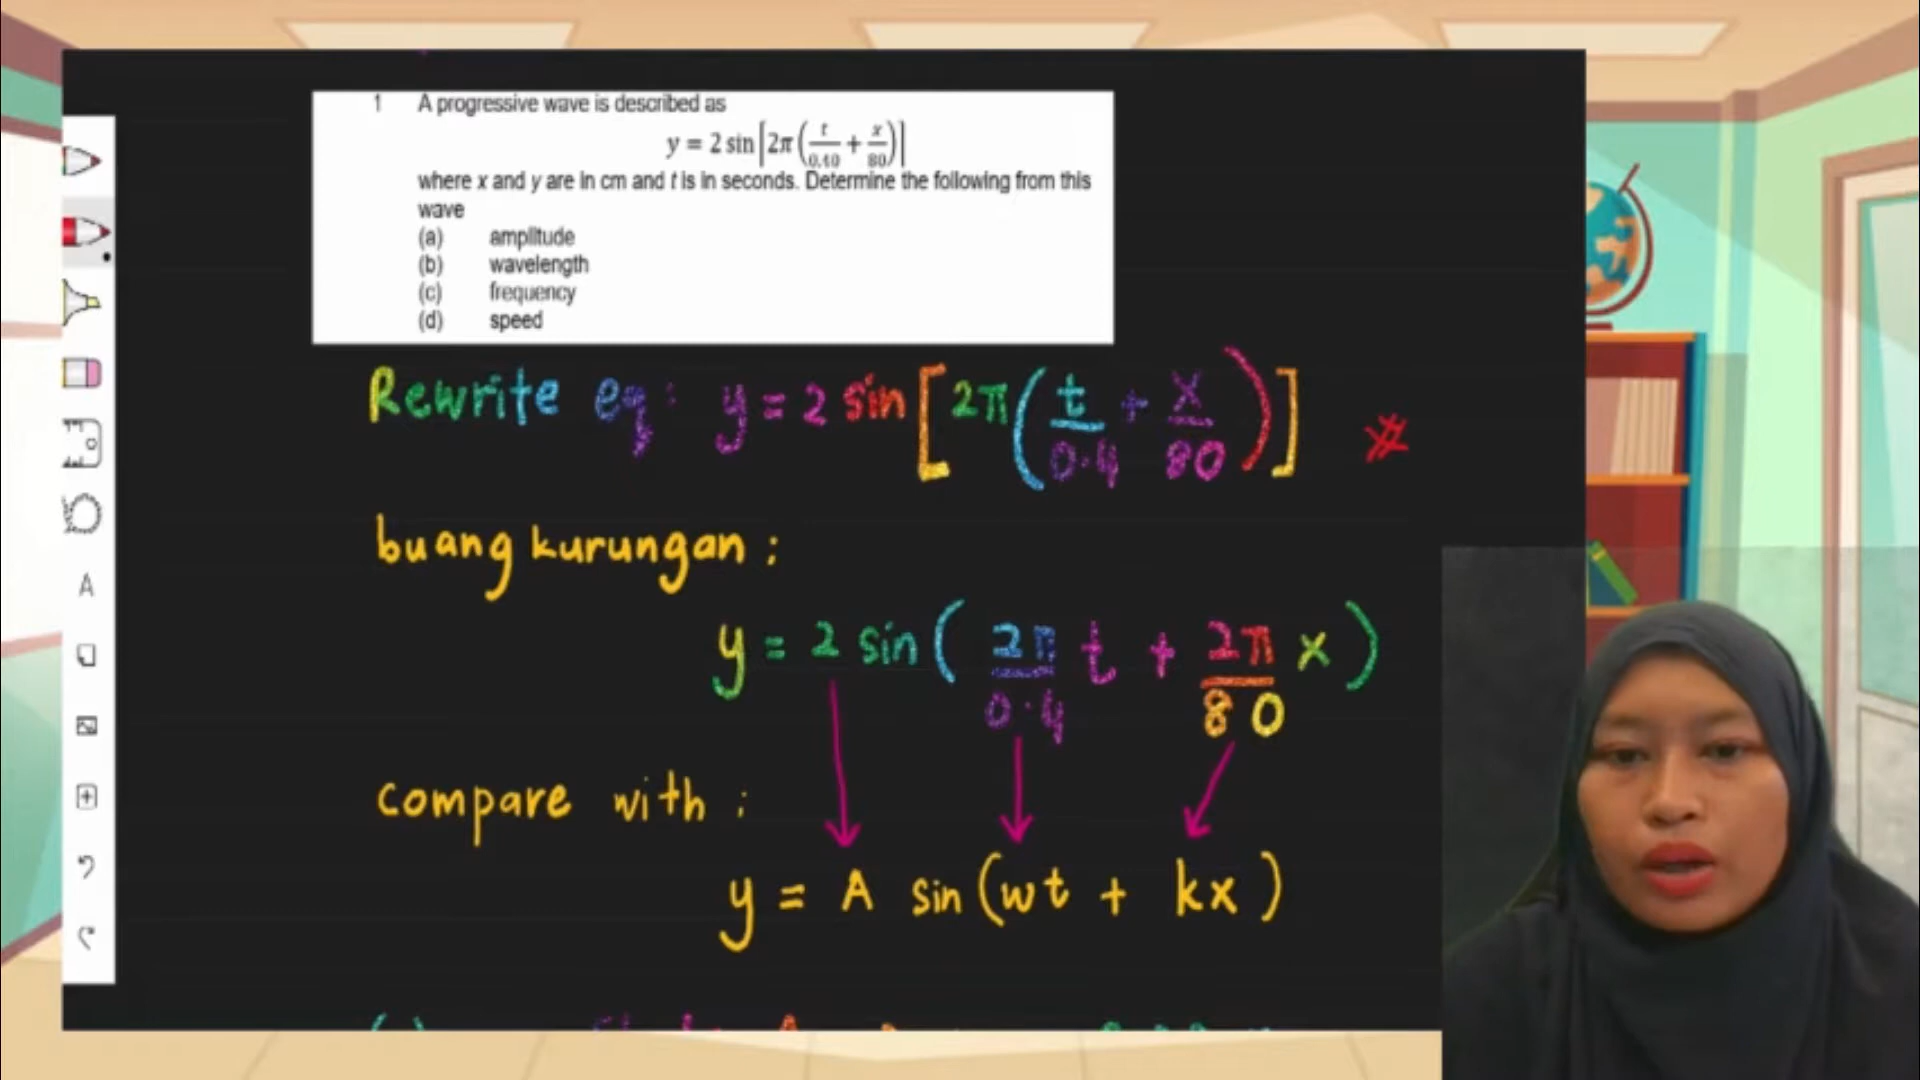 1 A progressive wave is described as
y = 2 sin [2π (t/0.40 + x/80)]
where x and y are in cm and t is in seconds. Determine the following from this
wave
(a) amplitude
(b) wavelength
(c) frequency
(d) speed
Rewrite eq: y = 2 sin [2π (t/0.4 + x/80)] #
buang kurungan :
y = 2 sin (2π/0.4 t + 2π/80 x)
compare with :
y = A sin (wt + kx)